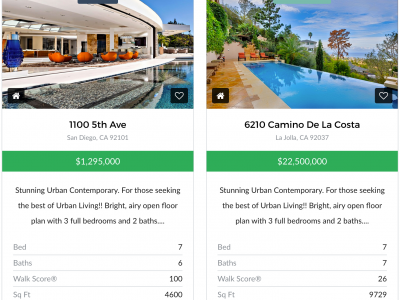 1100 5th Ave
San Diego, CA 92101
$1,295,000
Stunning Urban Contemporary. For those seeking
the best of Urban Living!! Bright, airy open floor
plan with 3 full bedrooms and 2 baths....
Bed 7
Baths 6
Walk Score® 100
Sq Ft 4600
6210 Camino De La Costa
La Jolla, CA 92037
$22,500,000
Stunning Urban Contemporary. For those seeking
the best of Urban Living!! Bright, airy open floor
plan with 3 full bedrooms and 2 baths....
Bed 7
Baths 7
Walk Score® 26
Sq Ft 9729